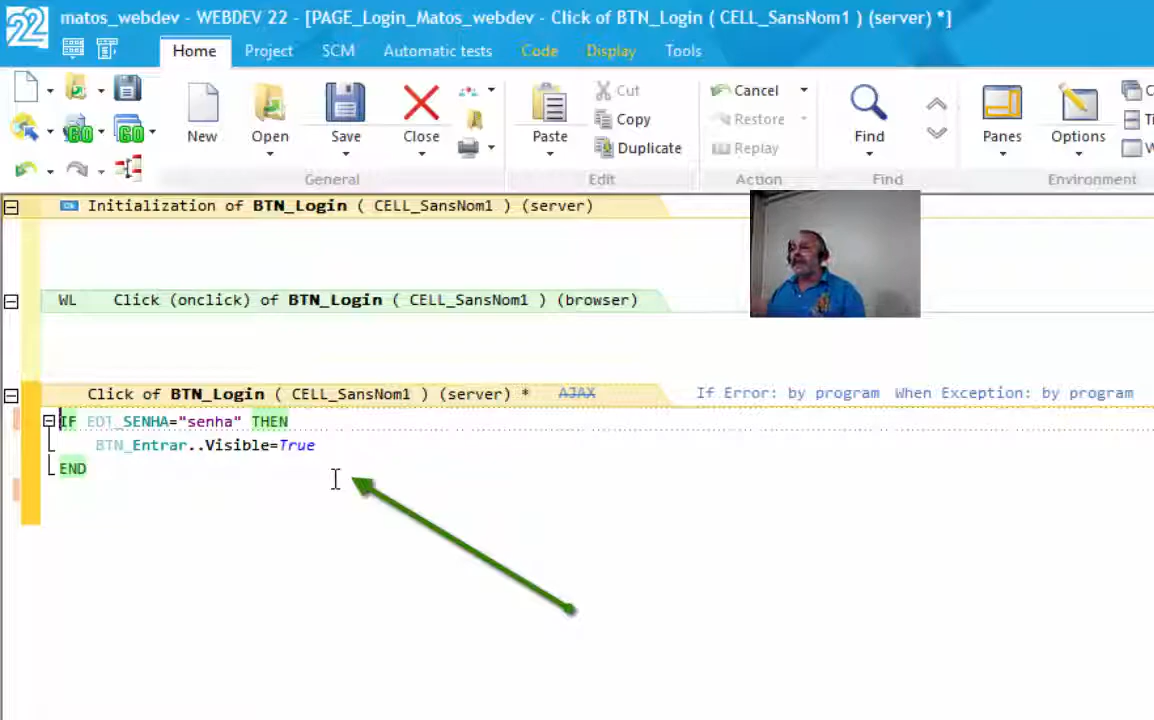 matos_webdev - WEBDEV 22 - [PAGE_Login_Matos_webdev - Click of BTN_Login ( CELL_SansNom1 ) (server) *]
22
Home Project SCM Automatic tests Code Display Tools
New Open Save Close Paste Cut Copy Duplicate Cancel Restore Replay Find Panes Options
GO GO
General Edit Action Find Environment
Initialization of BTN_Login ( CELL_SansNom1 ) (server)
WL Click (onclick) of BTN_Login ( CELL_SansNom1 ) (browser)
Click of BTN_Login ( CELL_SansNom1 ) (server) * AJAX If Error: by program When Exception: by program
IF EDT_SENHA="senha" THEN
BTN_Entrar..Visible=True
END